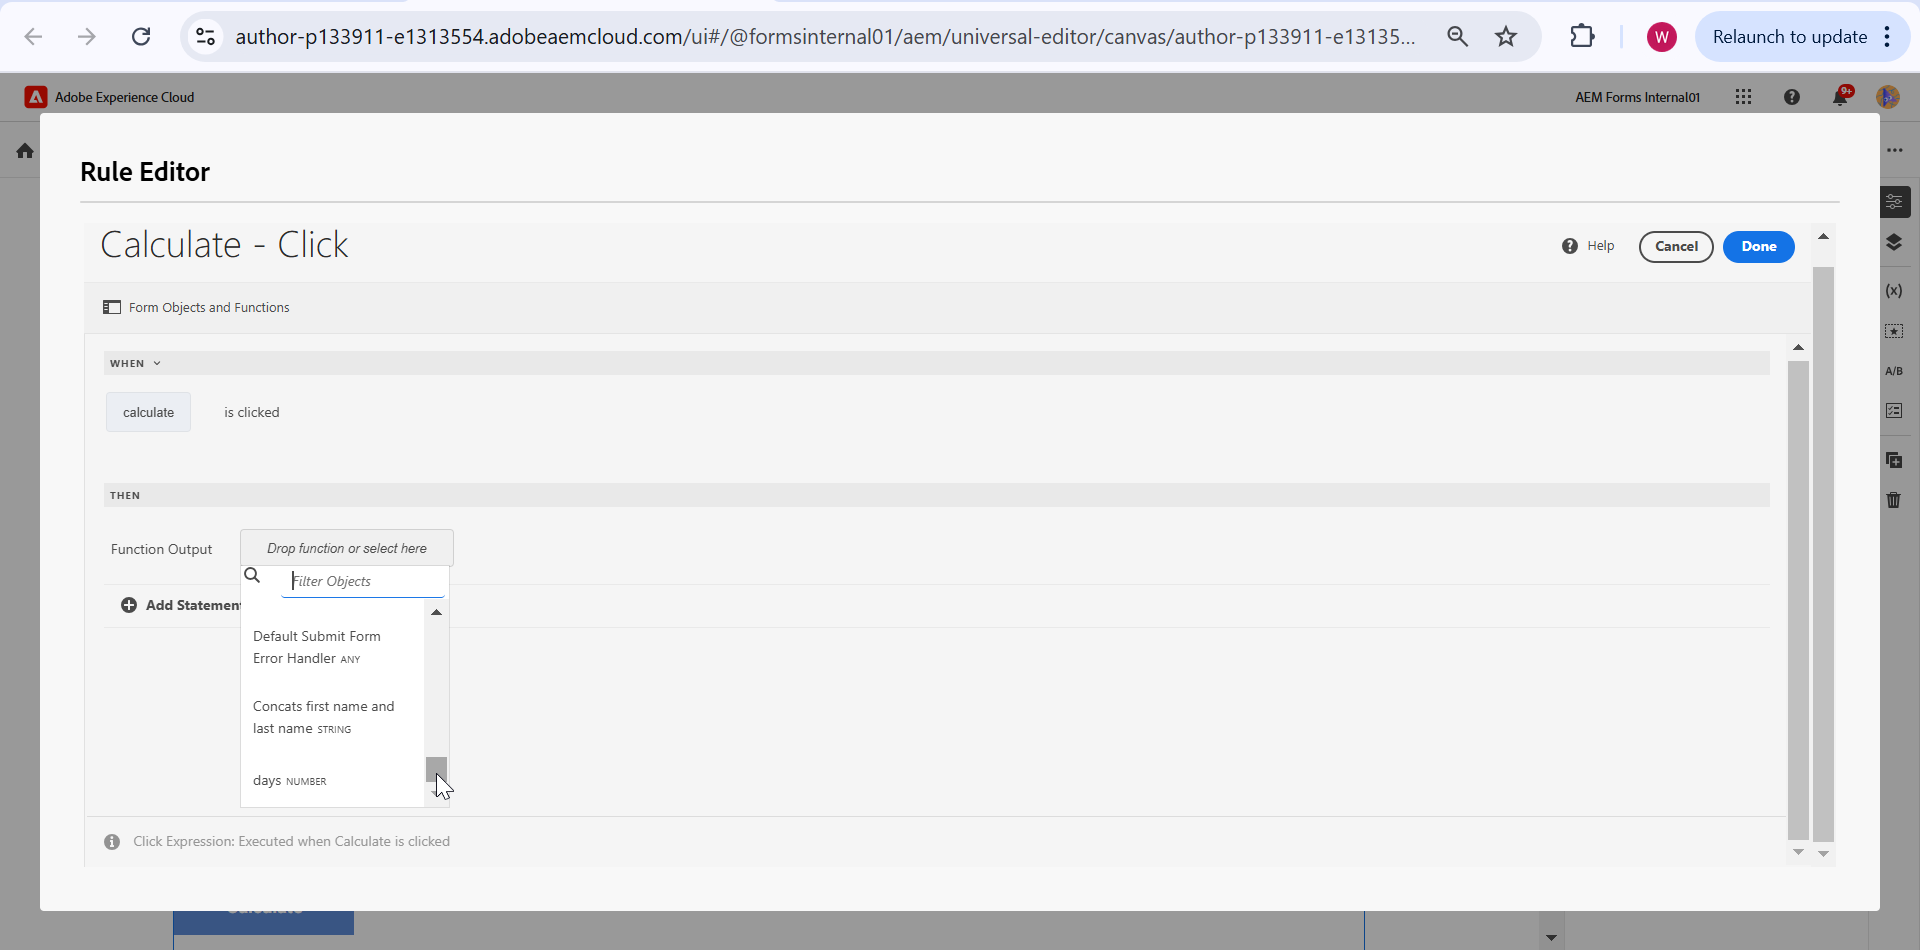 author-p133911-e1313554.adobeaemcloud.com/ui#/@formsinternal01/aem/universal-editor/canvas/author-p133911-e13135...
W
Relaunch to update
Adobe Experience Cloud
AEM Forms Internal01
9+
Rule Editor
Calculate - Click
Help
Cancel
Done
Form Objects and Functions
(x)
WHEN
A/B
calculate
is clicked
THEN
Function Output
Drop function or select here
Filter Objects
Add Statement
Default Submit Form
Error Handler ANY
Concats first name and
last name STRING
days NUMBER
Click Expression: Executed when Calculate is clicked